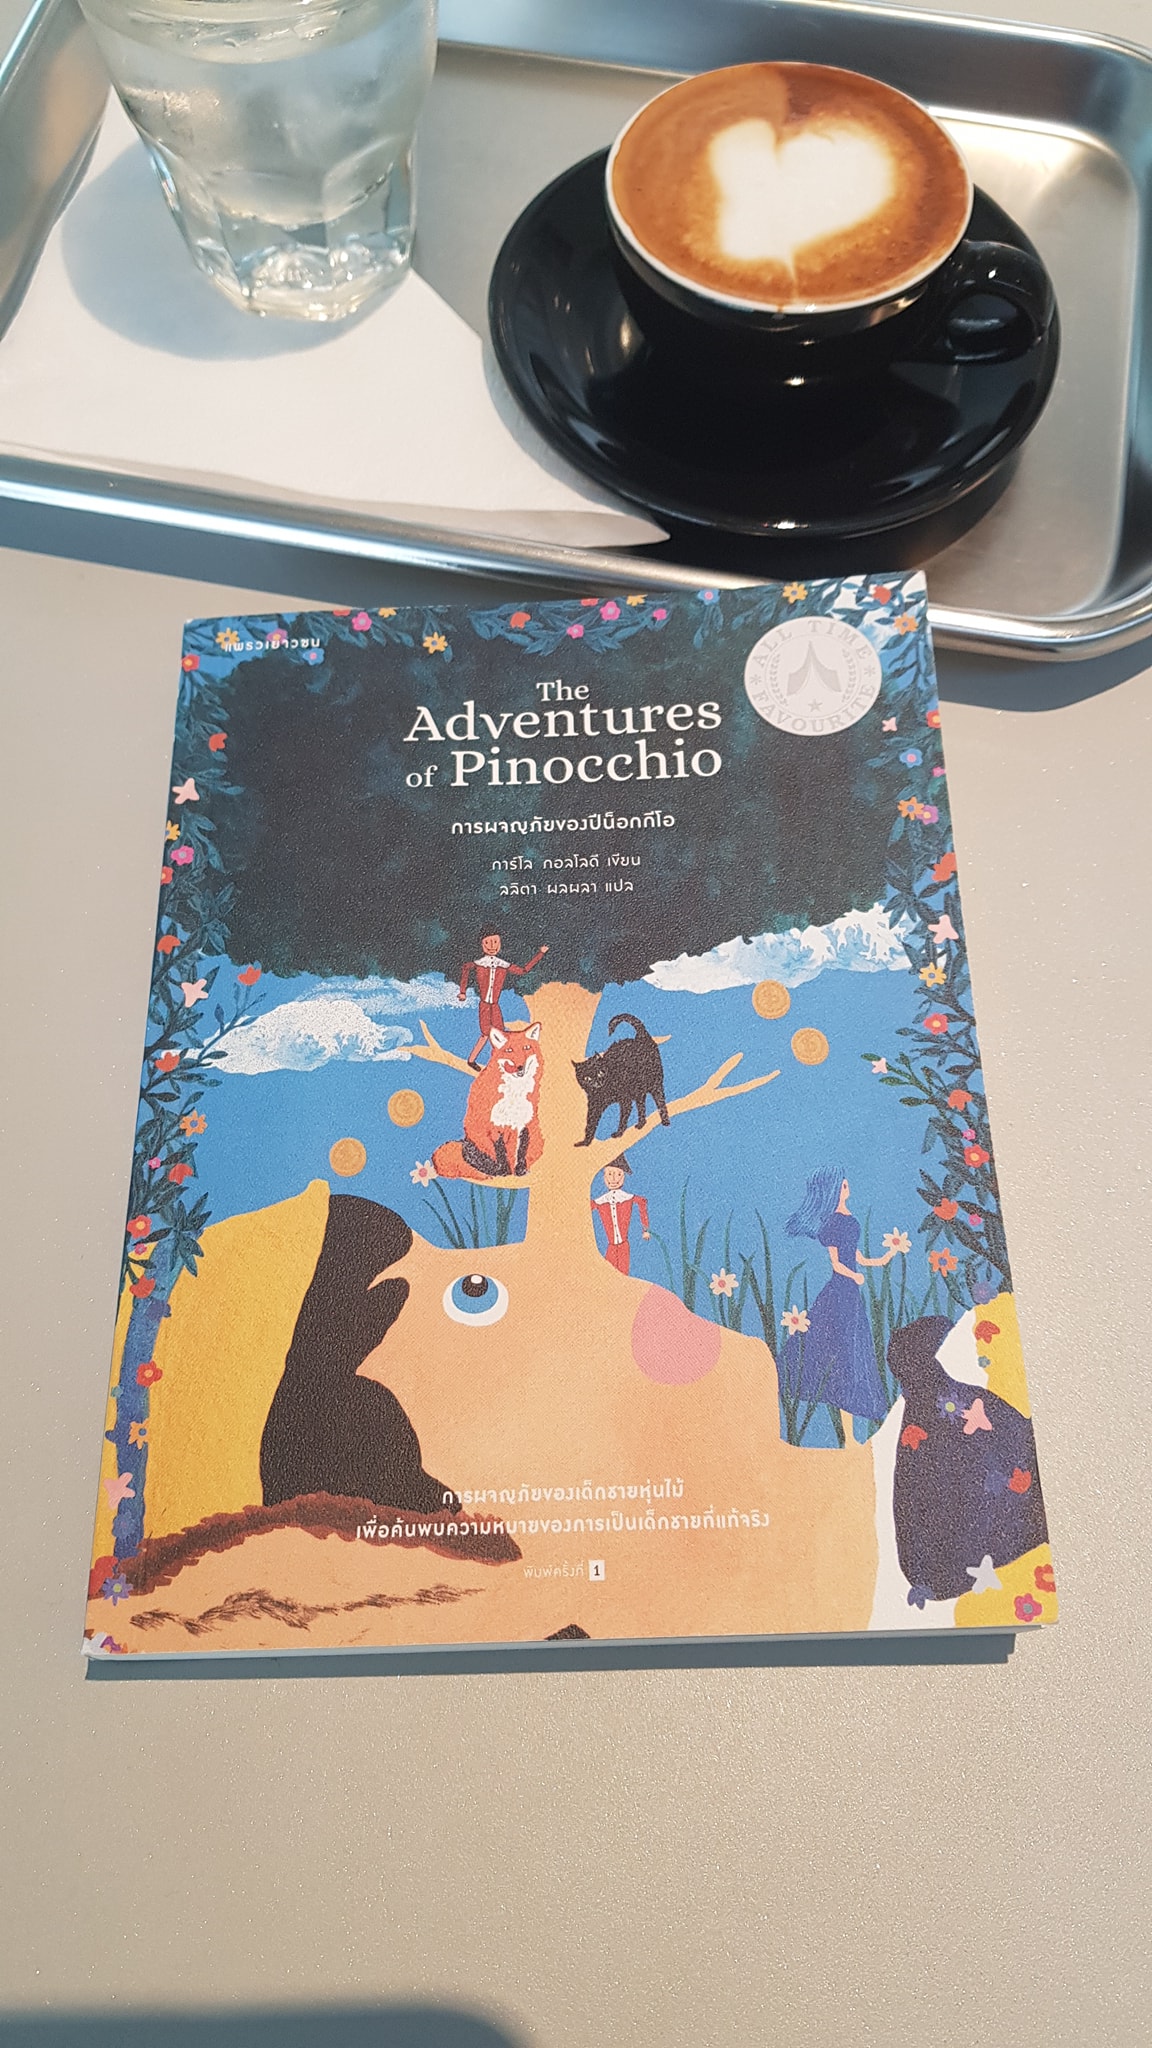 แพรวเยาวชน
ALL TIME
FAVOURITE
The
Adventures
of Pinocchio
การผจญภัยของปีน็อกกีโอ
การ์โล กอลโลดี เขียน
ลลิตา ผลผลา แปล
การผจญภัยของเด็กชายหุ่นไม้
เพื่อค้นพบความหมายของการเป็นเด็กชายที่แท้จริง
พิมพ์ครั้งที่ 1